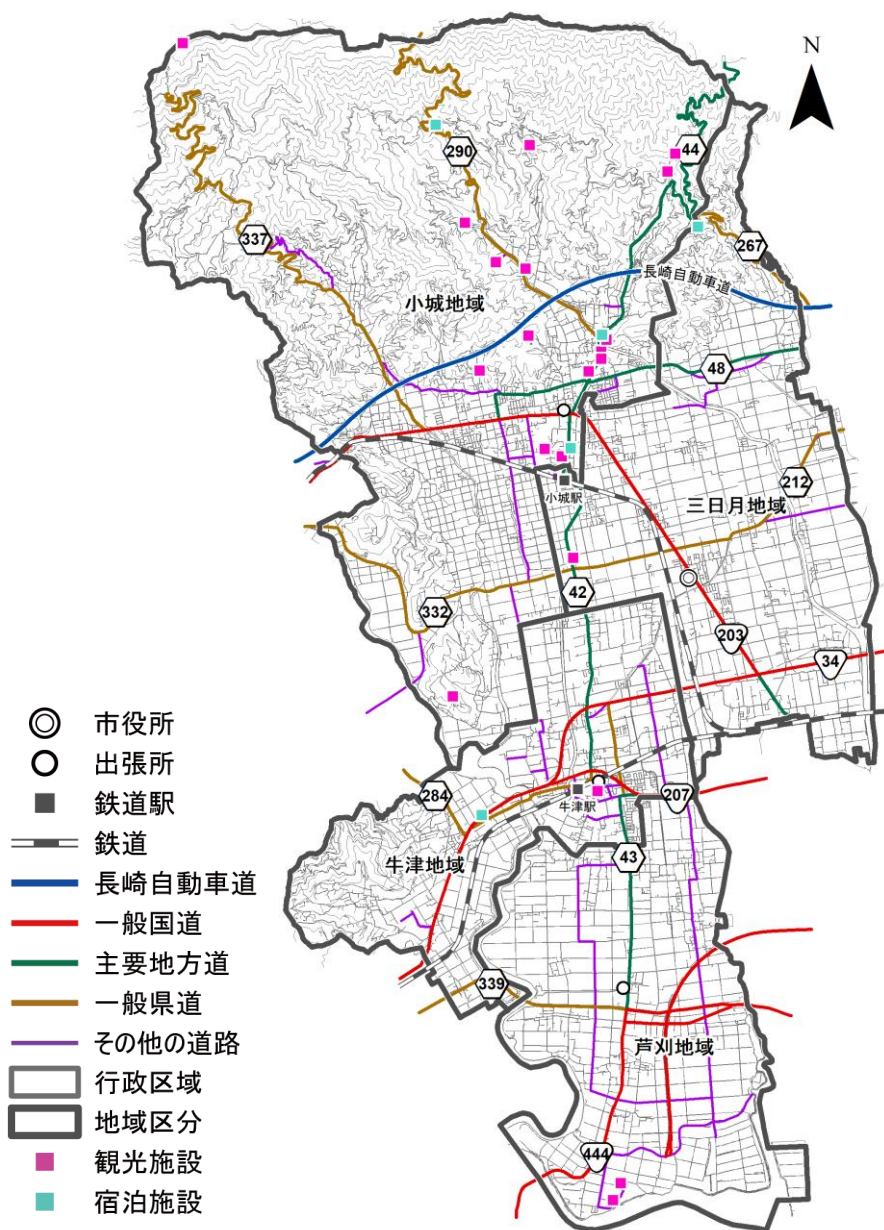 N
44
290
267
337
長崎自動車道
小城地域
48
212
小城駅
三日月地域
42
332
203
34
284
207
牛津駅
43
牛津地域
339
芦刈地域
444
市役所
出張所
鉄道駅
鉄道
長崎自動車道
一般国道
主要地方道
一般県道
その他の道路
行政区域
地域区分
観光施設
宿泊施設